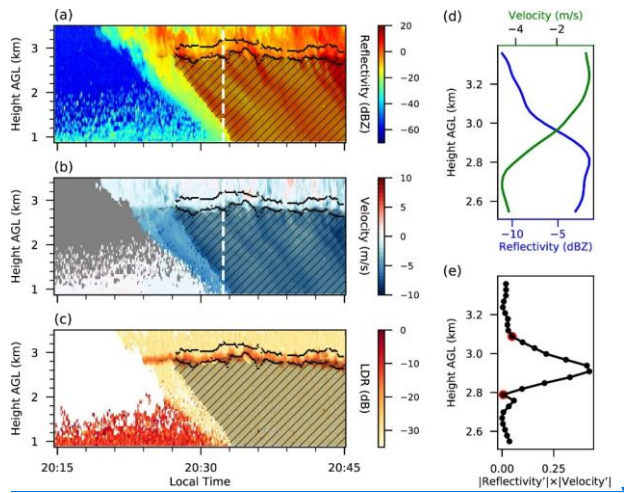 (a)
Height AGL (km)
3
2
1
20
0
−20
−40
−60
Reflectivity (dBZ)
(b)
Height AGL (km)
3
2
1
10
5
0
−5
−10
Velocity (m/s)
(c)
Height AGL (km)
3
2
1
0
−10
−20
−30
LDR (dB)
20:15
20:30
20:45
Local Time
(d)
Velocity (m/s)
−4
−2
Height AGL (km)
3.2
3.0
2.8
2.6
−10
−5
Reflectivity (dBZ)
(e)
Height AGL (km)
3.2
3.0
2.8
2.6
0.00
0.25
|Reflectivity'|×|Velocity'|